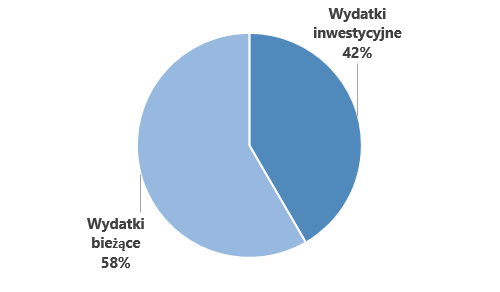 Wydatki
inwestycyjne
42%
Wydatki
bieżące
58%